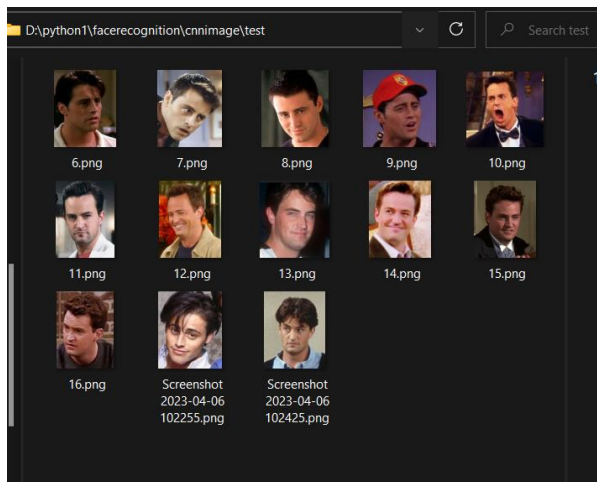 D:\python1\facerecognition\cnnimage\test
Search test
6.png
7.png
8.png
9.png
10.png
11.png
12.png
13.png
14.png
15.png
16.png
Screenshot
2023-04-06
102255.png
Screenshot
2023-04-06
102425.png